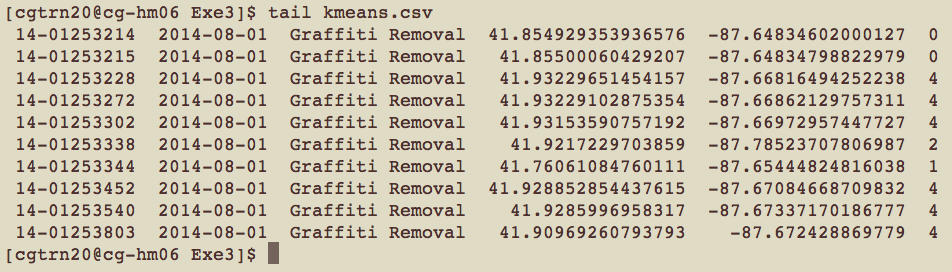 [cgtrn20@cg-hm06 Exe3]$ tail kmeans.csv
14-01253214 2014-08-01 Graffiti Removal 41.854929353936576 -87.64834602000127 0
14-01253215 2014-08-01 Graffiti Removal 41.85500060429207 -87.64834798822979 0
14-01253228 2014-08-01 Graffiti Removal 41.93229651454157 -87.66816494252238 4
14-01253272 2014-08-01 Graffiti Removal 41.93229102875354 -87.66862129757311 4
14-01253302 2014-08-01 Graffiti Removal 41.93153590757192 -87.66972957447727 4
14-01253338 2014-08-01 Graffiti Removal 41.9217229703859 -87.78523707806987 2
14-01253344 2014-08-01 Graffiti Removal 41.76061084760111 -87.65444824816038 1
14-01253452 2014-08-01 Graffiti Removal 41.928852854437615 -87.67084668709832 4
14-01253540 2014-08-01 Graffiti Removal 41.9285996958317 -87.67337170186777 4
14-01253803 2014-08-01 Graffiti Removal 41.90969260793793 -87.672428869779 4
[cgtrn20@cg-hm06 Exe3]$